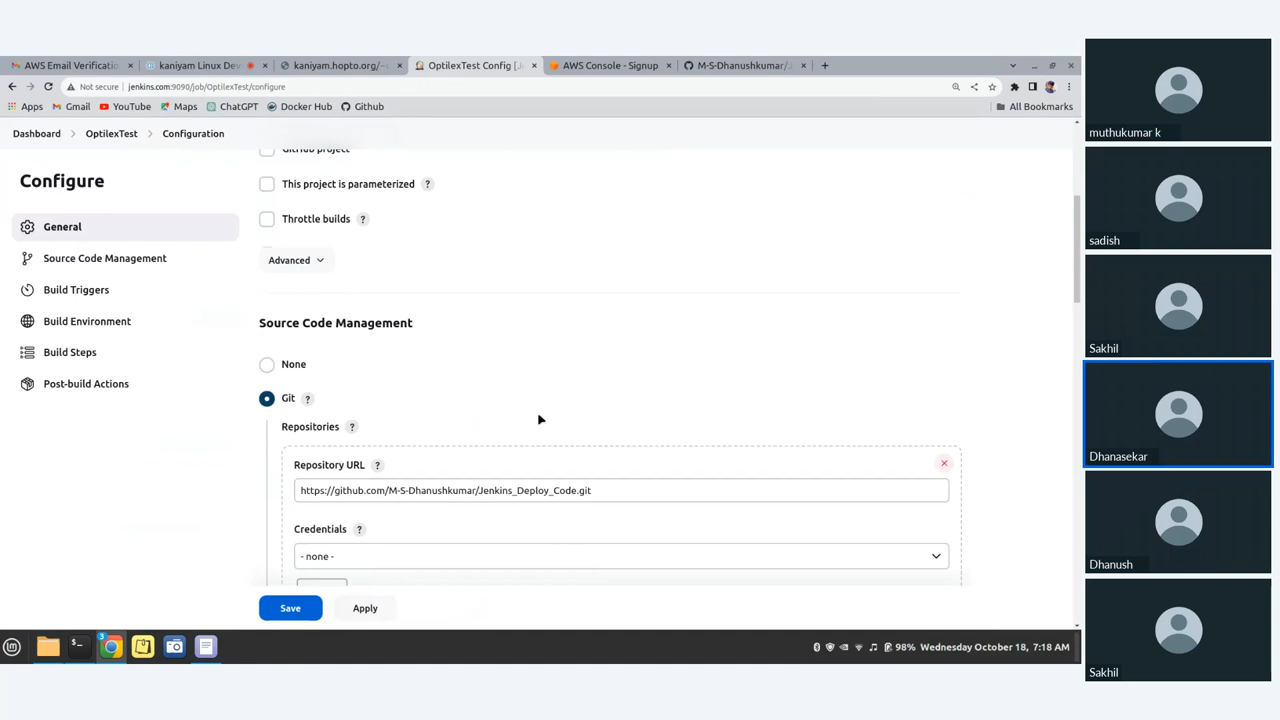 AWS Email Verificati
kaniyam Linux Dev
kaniyam.hopto.org/~
OptilexTest Config [J
AWS Console - Signup
M-S-Dhanushkumar/J
Not secure jenkins.com:9090/job/OptilexTest/configure
Apps Gmail YouTube Maps ChatGPT Docker Hub Github All Bookmarks
Dashboard OptilexTest Configuration
Configure
General
Source Code Management
Build Triggers
Build Environment
Build Steps
Post-build Actions
GitHub project
This project is parameterized ?
Throttle builds ?
Advanced
Source Code Management
None
Git ?
Repositories ?
Repository URL ?
https://github.com/M-S-Dhanushkumar/Jenkins_Deploy_Code.git
Credentials ?
- none -
Save Apply
3
98% Wednesday October 18, 7:18 AM
muthukumar k
sadish
Sakhil
Dhanasekar
Dhanush
Sakhil